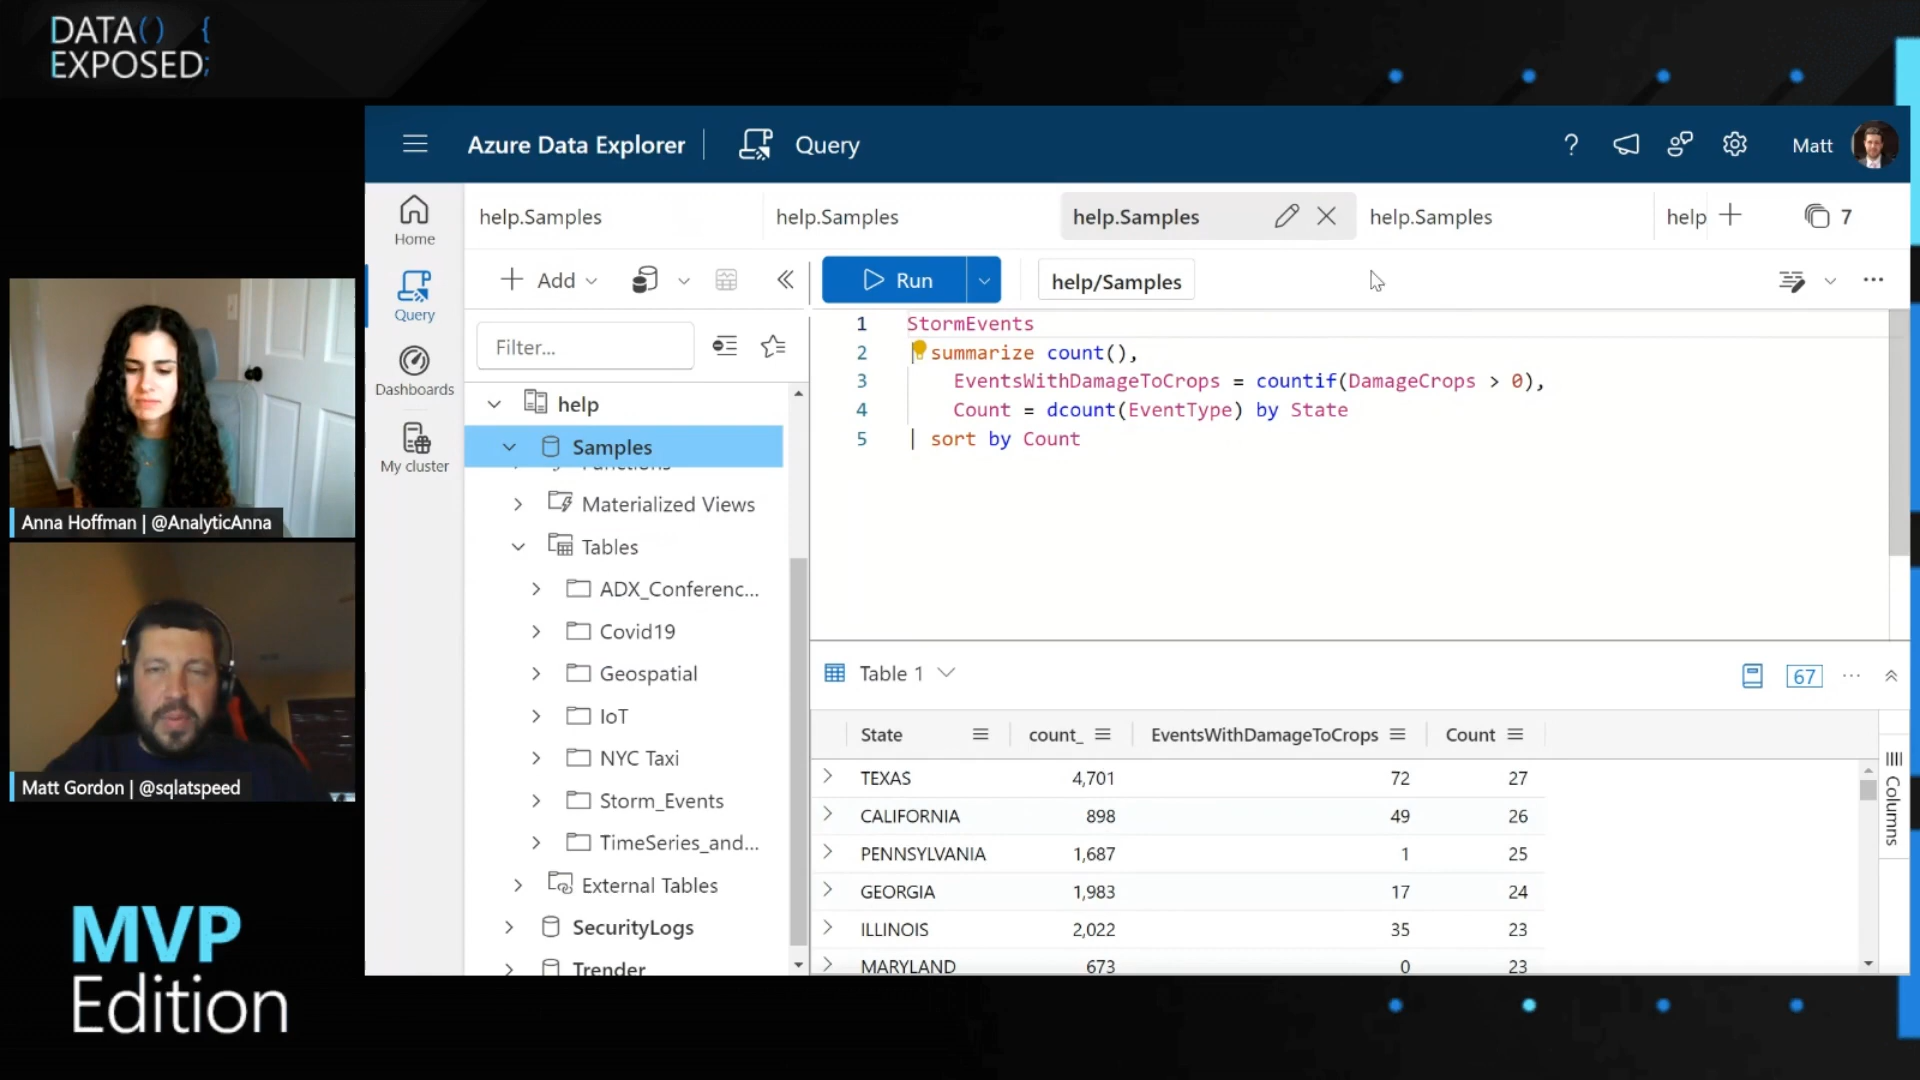 DATA() {
EXPOSED;
Azure Data Explorer
Query
?
Matt
Home
Query
Dashboards
My cluster
help.Samples
help.Samples
help.Samples
help.Samples
help
7
Add
Run
help/Samples
Filter...
help
Samples
Functions
Materialized Views
Tables
ADX_Conferenc...
Covid19
Geospatial
IoT
NYC Taxi
Storm_Events
TimeSeries_and...
External Tables
SecurityLogs
Trender
1 StormEvents
2 | summarize count(),
3 EventsWithDamageToCrops = countif(DamageCrops > 0),
4 Count = dcount(EventType) by State
5 | sort by Count
Table 1
67
State count_ EventsWithDamageToCrops Count
TEXAS 4,701 72 27
CALIFORNIA 898 49 26
PENNSYLVANIA 1,687 1 25
GEORGIA 1,983 17 24
ILLINOIS 2,022 35 23
MARYLAND 673 0 23
Columns
Anna Hoffman | @AnalyticAnna
Matt Gordon | @sqlatspeed
MVP
Edition